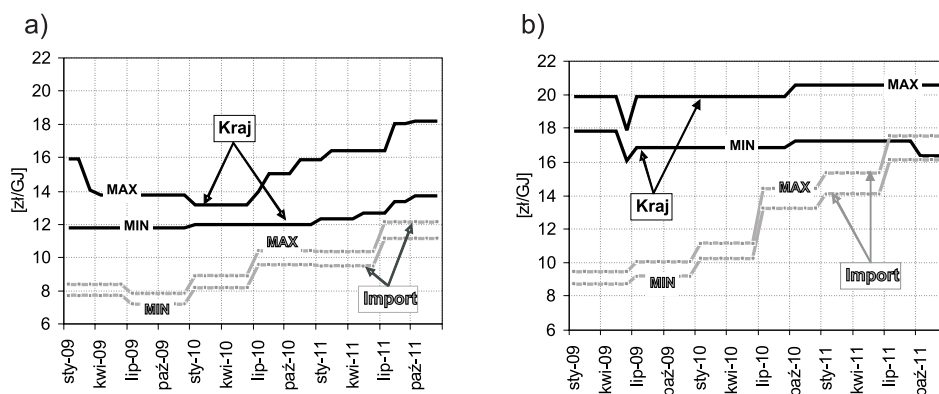 a)
[zł/GJ]
22
20
18
16
14
12
10
8
6
Kraj
MAX
MIN
MAX
MIN
Import
sty-09
kwi-09
lip-09
paź-09
sty-10
kwi-10
lip-10
paź-10
sty-11
kwi-11
lip-11
paź-11
b)
[zł/GJ]
22
20
18
16
14
12
10
8
6
MAX
MIN
Kraj
MAX
MIN
Import
sty-09
kwi-09
lip-09
paź-09
sty-10
kwi-10
lip-10
paź-10
sty-11
kwi-11
lip-11
paź-11